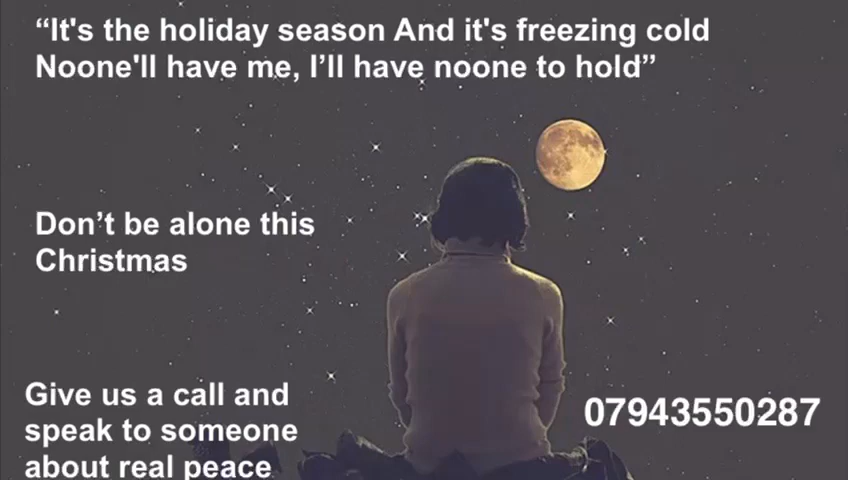 “It's the holiday season And it's freezing cold
Noone'll have me, I’ll have noone to hold”
Don’t be alone this
Christmas
Give us a call and
speak to someone
about real peace
07943550287